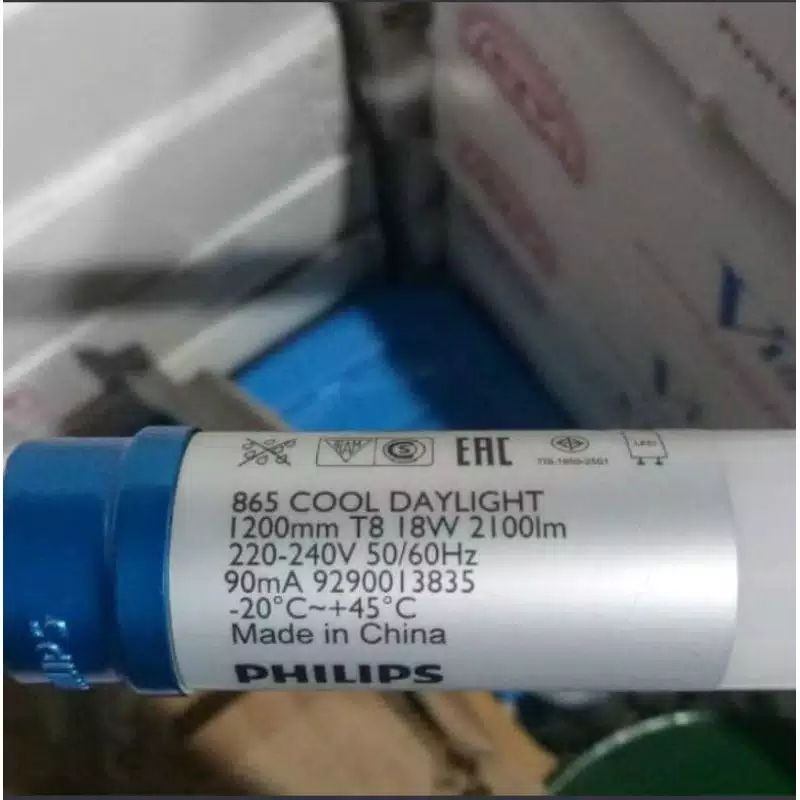 EAC
LED
865 COOL DAYLIGHT
1200mm T8 18W 2100lm
220-240V 50/60Hz
90mA 9290013835
-20°C~+45°C
Made in China
PHILIPS